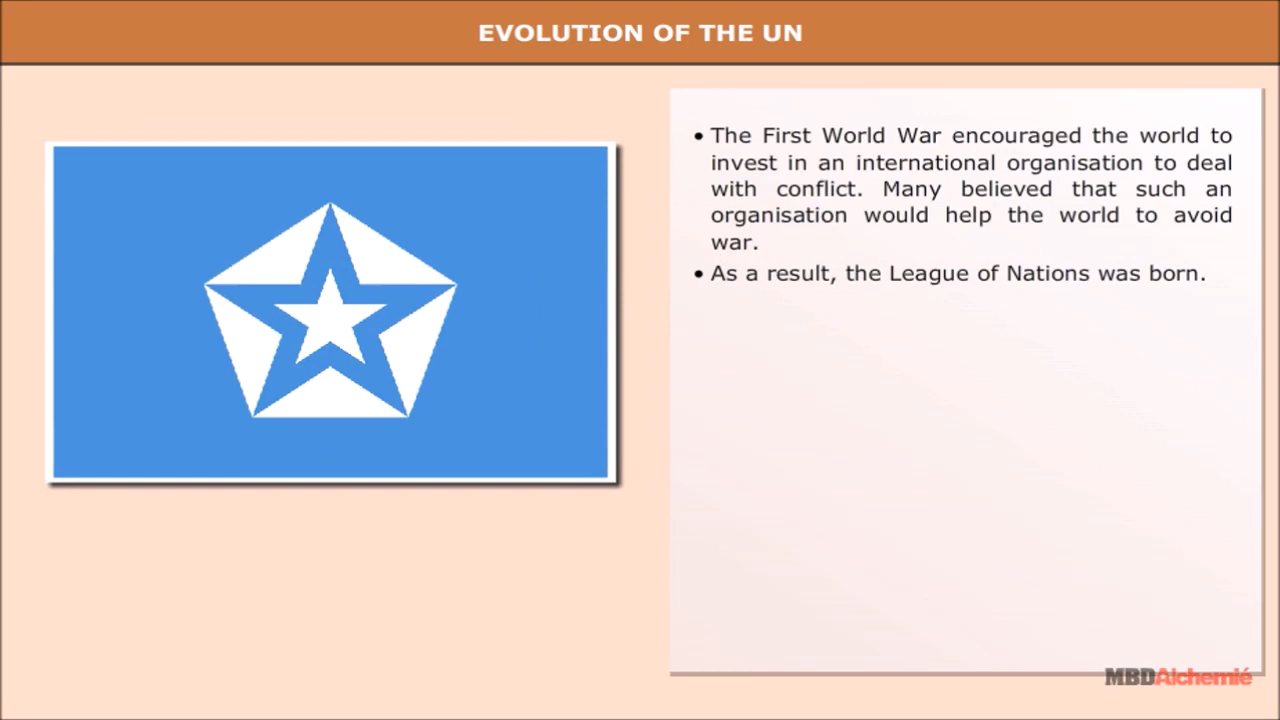 EVOLUTION OF THE UN
• The First World War encouraged the world to
invest in an international organisation to deal
with conflict. Many believed that such an
organisation would help the world to avoid
war.
• As a result, the League of Nations was born.
MBDAlchemié